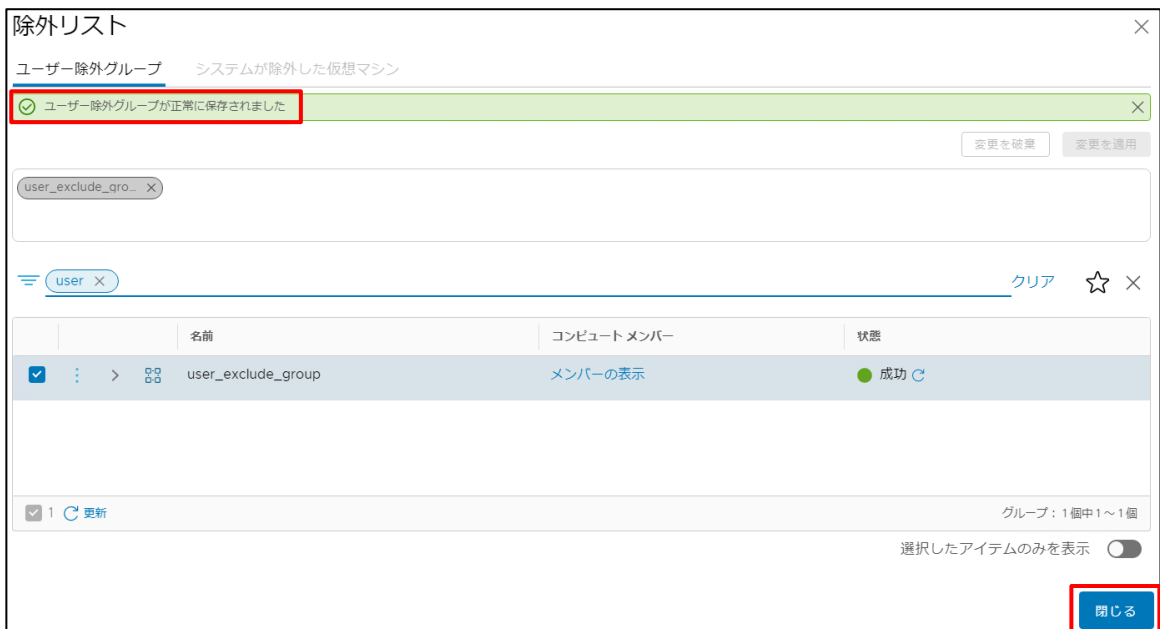 除外リスト
ユーザー除外グループ システムが除外した仮想マシン
ユーザー除外グループが正常に保存されました
変更を破棄 変更を適用
user_exclude_gro...
user クリア
名前 コンピュート メンバー 状態
user_exclude_group メンバーの表示 成功
1 更新 グループ : 1個中1～1個
選択したアイテムのみを表示
閉じる